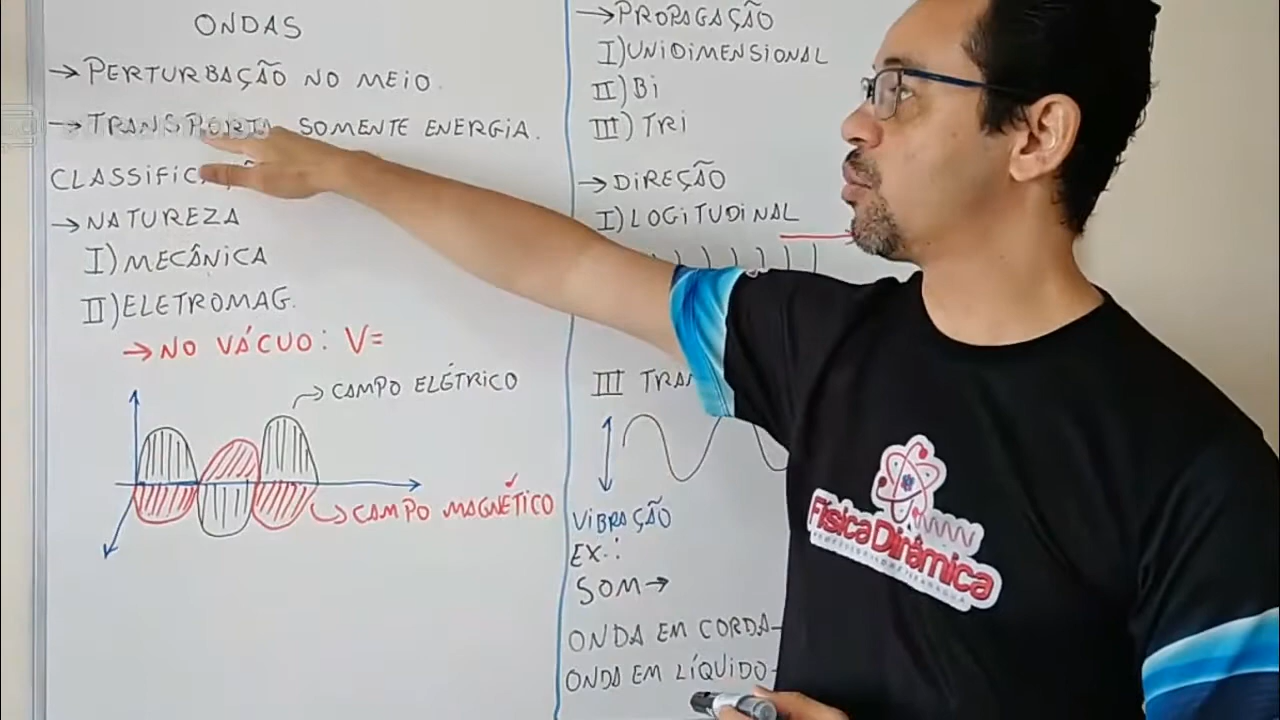 ONDAS
→ PERTURBAÇÃO NO MEIO.
→ TRANSPORTA SOMENTE ENERGIA.
CLASSIFIC
→ NATUREZA
I) MECÂNICA
II) ELETROMAG.
→ NO VÁCUO: V=
→ CAMPO ELÉTRICO
→ CAMPO MAGNÉTICO
→ PROPAGAÇÃO
I) UNIDIMENSIONAL
II) Bi
III) TRi
→ DIREÇÃO
I) LOGITUDINAL
III TRA
VIBRAÇÃO
EX.:
SOM →
ONDA EM CORDA-
ONDA EM LÍQUIDO-
Física Dinâmica